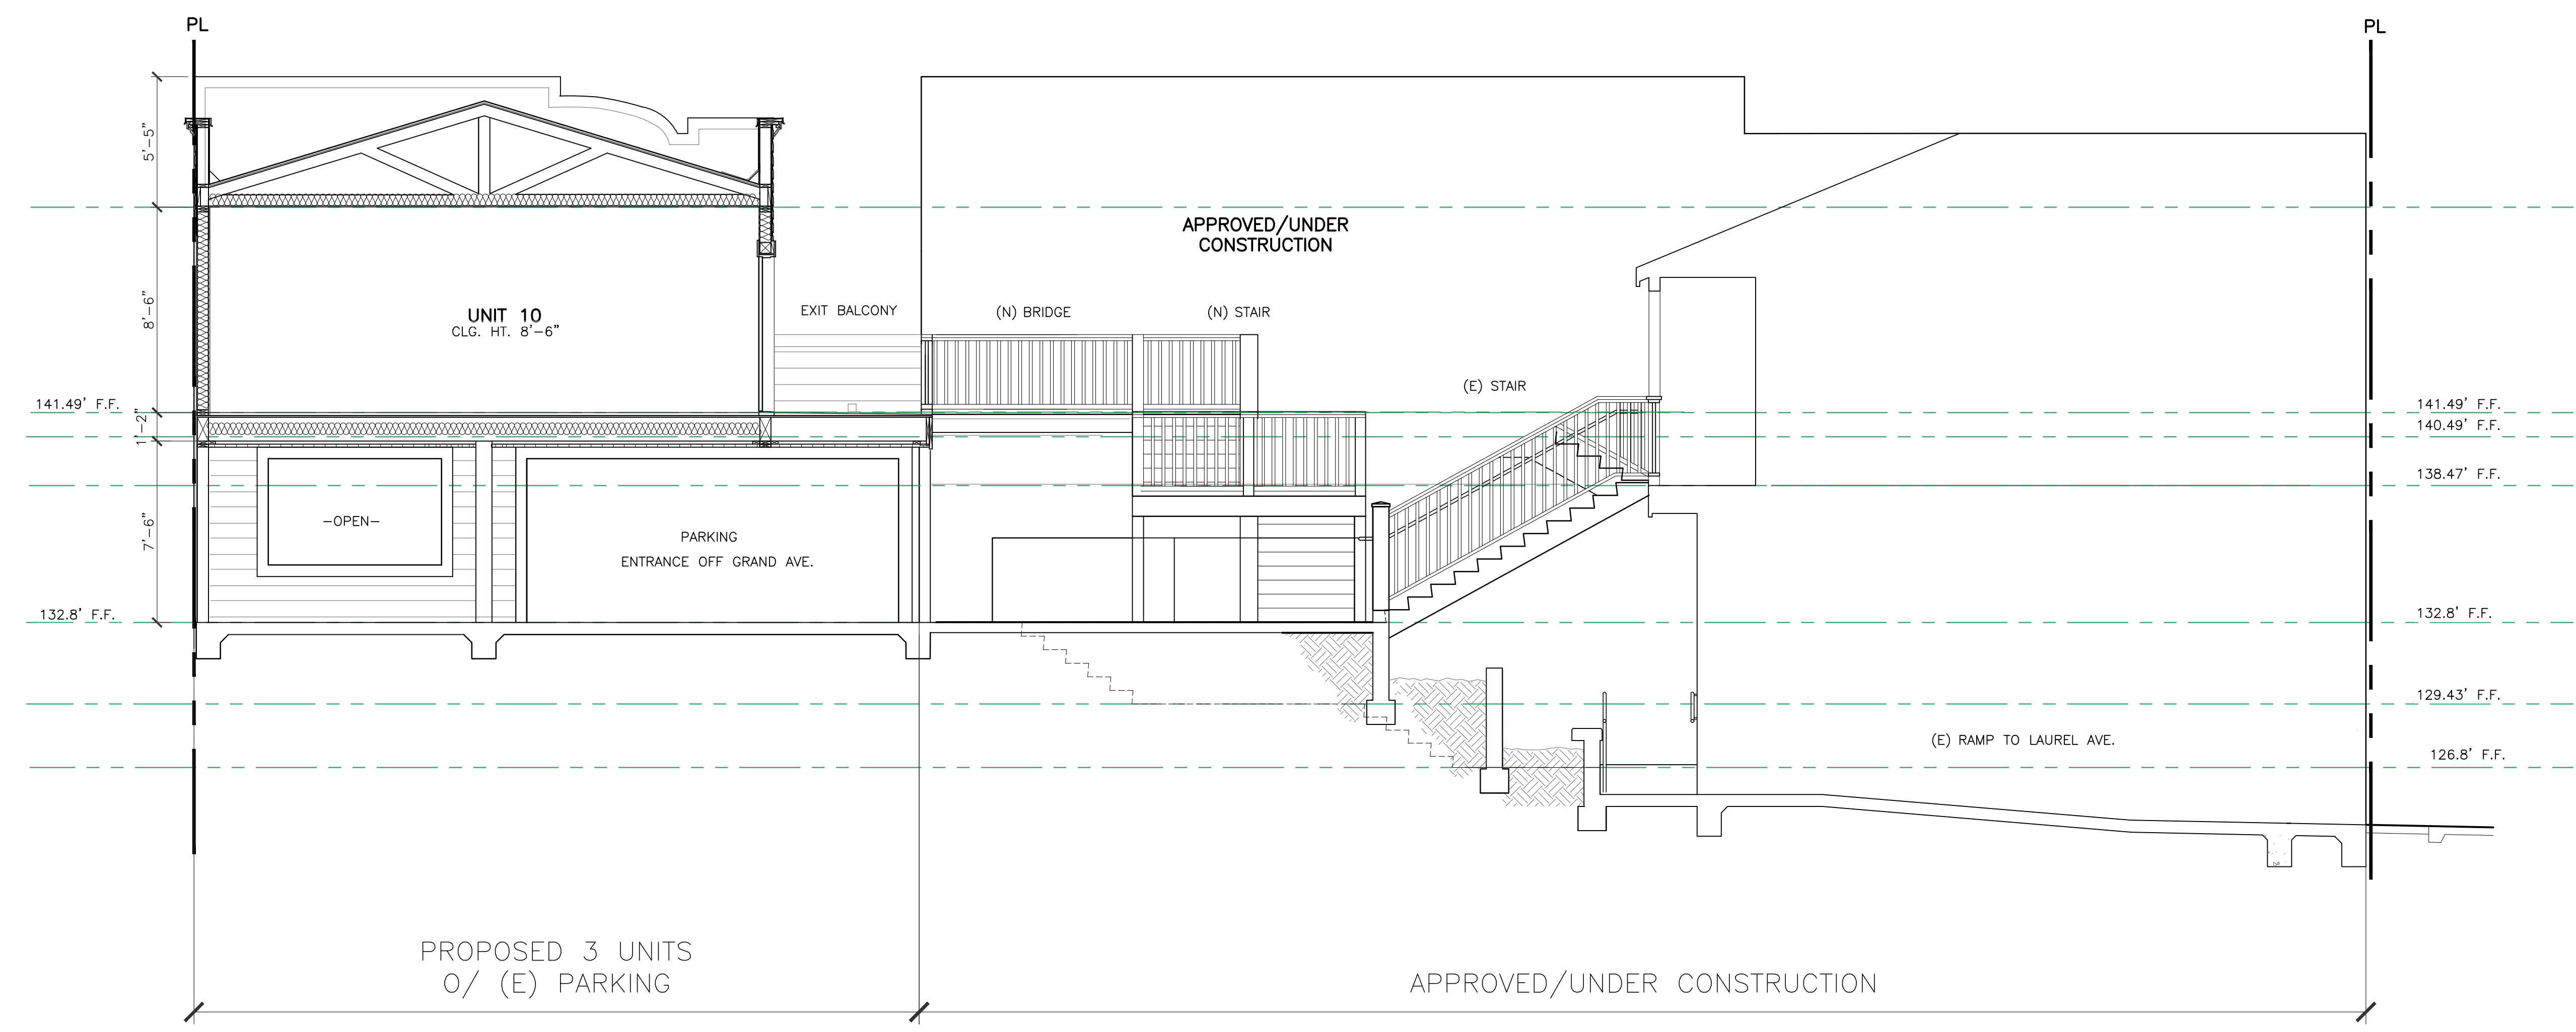 PL
PL
5'-5"
APPROVED/UNDER
CONSTRUCTION
8'-6"
UNIT 10
CLG. HT. 8'-6"
EXIT BALCONY
(N) BRIDGE
(N) STAIR
(E) STAIR
141.49' F.F.
141.49' F.F.
1'-2"
140.49' F.F.
138.47' F.F.
7'-6"
-OPEN-
PARKING
ENTRANCE OFF GRAND AVE.
132.8' F.F.
132.8' F.F.
129.43' F.F.
(E) RAMP TO LAUREL AVE.
126.8' F.F.
PROPOSED 3 UNITS
O/ (E) PARKING
APPROVED/UNDER CONSTRUCTION